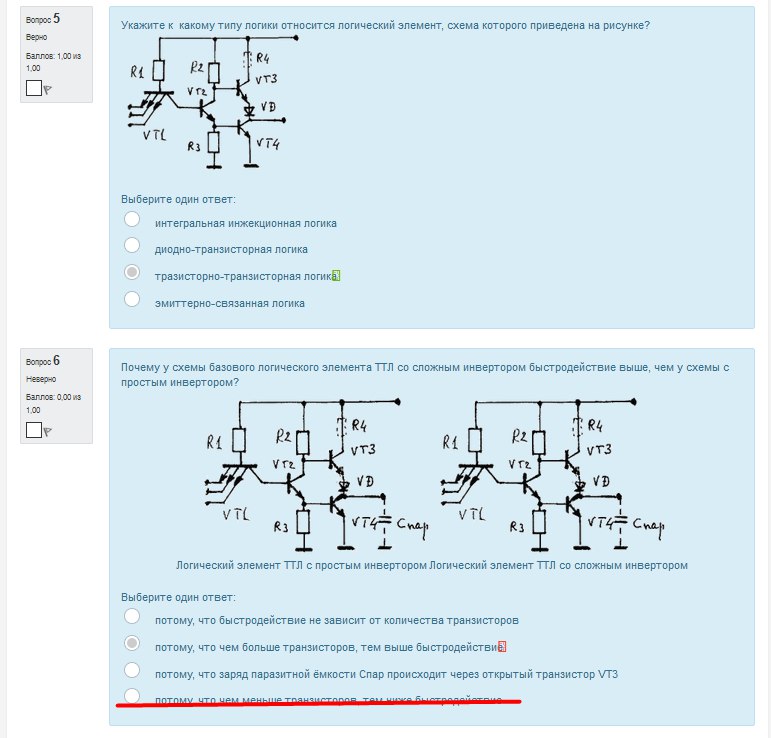 Вопрос 5
Верно
Баллов: 1,00 из
1,00
Укажите к какому типу логики относится логический элемент, схема которого приведена на рисунке?
R1
R2
R4
VT3
VT2
VD
VTL
R3
VT4
Выберите один ответ:
интегральная инжекционная логика
диодно-транзисторная логика
тразисторно-транзисторная логика
эмиттерно-связанная логика
Вопрос 6
Неверно
Баллов: 0,00 из
1,00
Почему у схемы базового логического элемента ТТЛ со сложным инвертором быстродействие выше, чем у схемы с
простым инвертором?
R1
R2
R4
VT3
VT2
VD
VTL
R3
VT4
Спар
R1
R2
R4
VT3
VT2
VD
VTL
R3
VT4
Спар
Логический элемент ТТЛ с простым инвертором Логический элемент ТТЛ со сложным инвертором
Выберите один ответ:
потому, что быстродействие не зависит от количества транзисторов
потому, что чем больше транзисторов, тем выше быстродействие
потому, что заряд паразитной ёмкости Спар происходит через открытый транзистор VT3
потому, что чем меньше транзисторов, тем ниже быстродействие